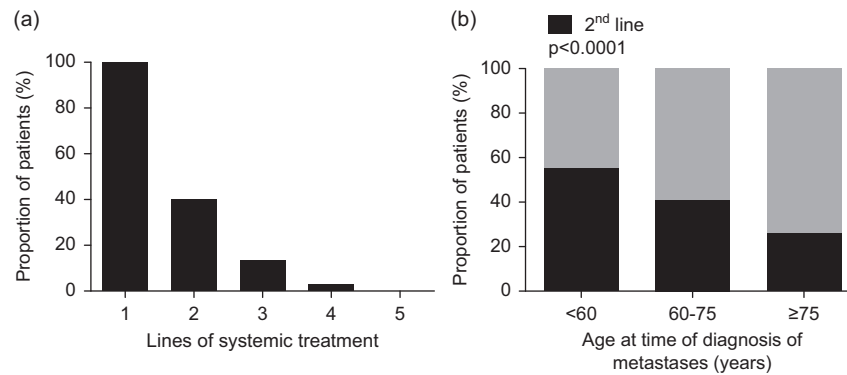 (a)
Proportion of patients (%)
100
80
60
40
20
0
1 2 3 4 5
Lines of systemic treatment
(b)
2nd line
p<0.0001
Proportion of patients (%)
100
80
60
40
20
0
<60 60-75 ≥75
Age at time of diagnosis of
metastases (years)